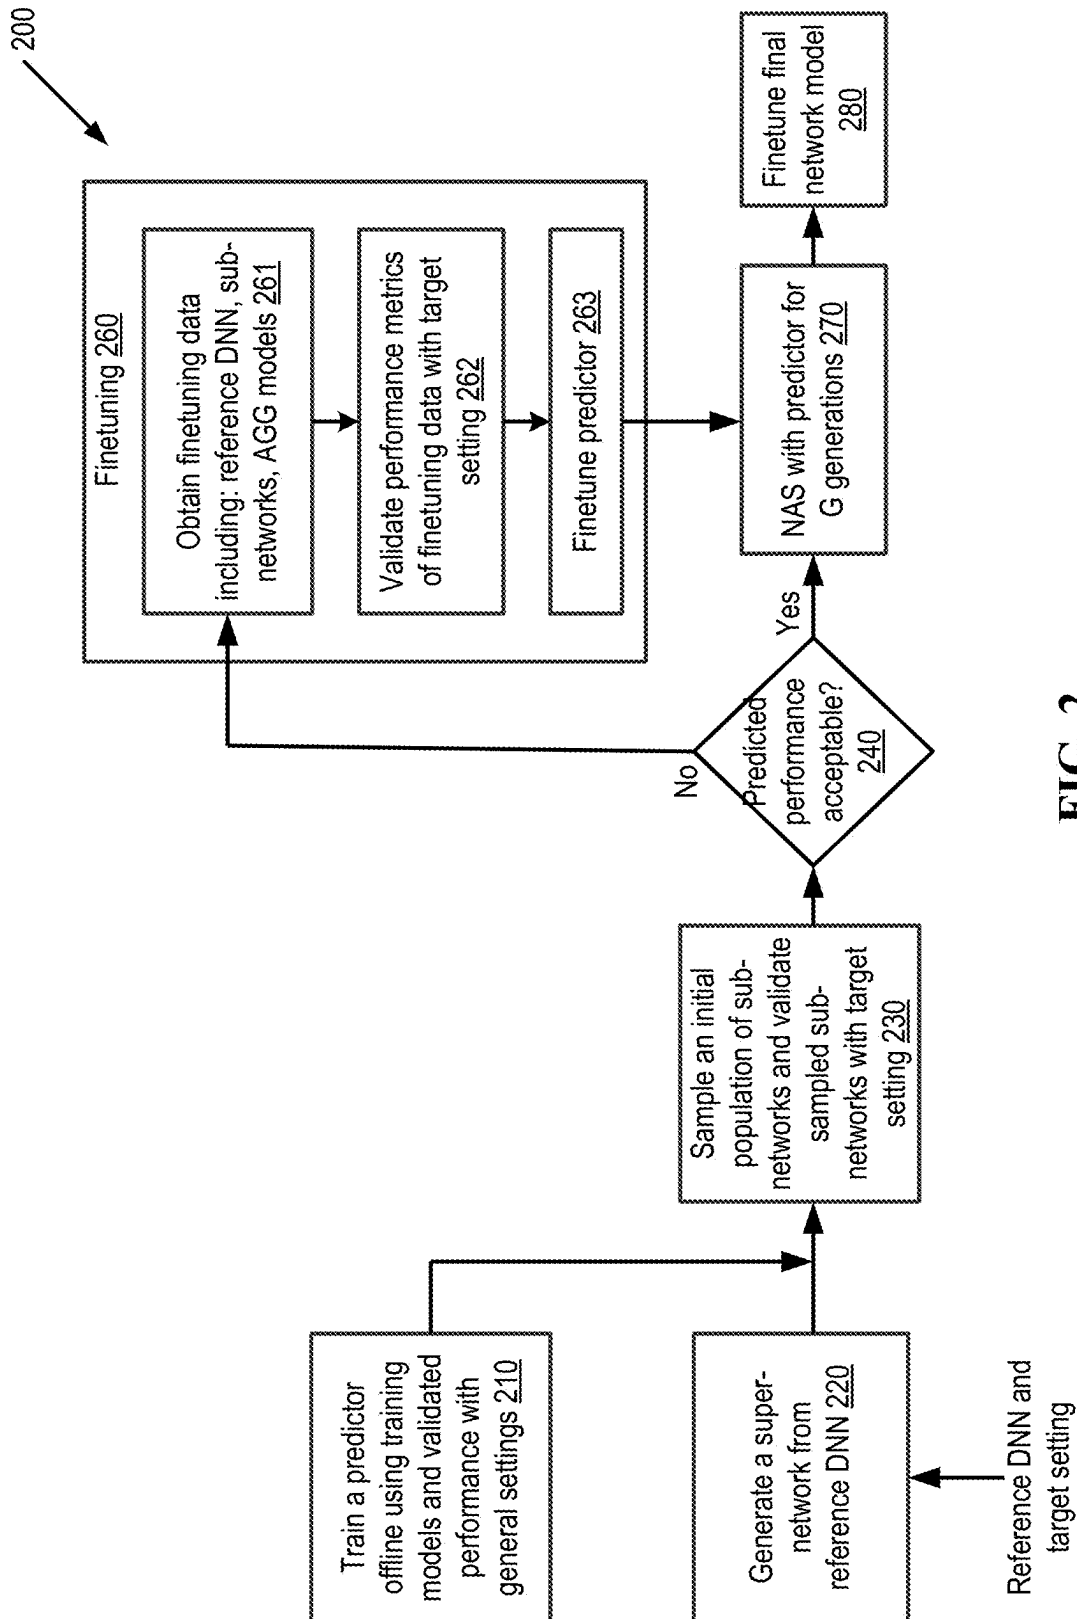 200
Train a predictor
offline using training
models and validated
performance with
general settings 210
Generate a super-
network from
reference DNN 220
Reference DNN and
target setting
Sample an initial
population of sub-
networks and validate
sampled sub-
networks with target
setting 230
Predicted
performance
acceptable?
240
No
Yes
Finetuning 260
Obtain finetuning data
including: reference DNN, sub-
networks, AGG models 261
Validate performance metrics
of finetuning data with target
setting 262
Finetune predictor 263
NAS with predictor for
G generations 270
Finetune final
network model
280
FIG. 2